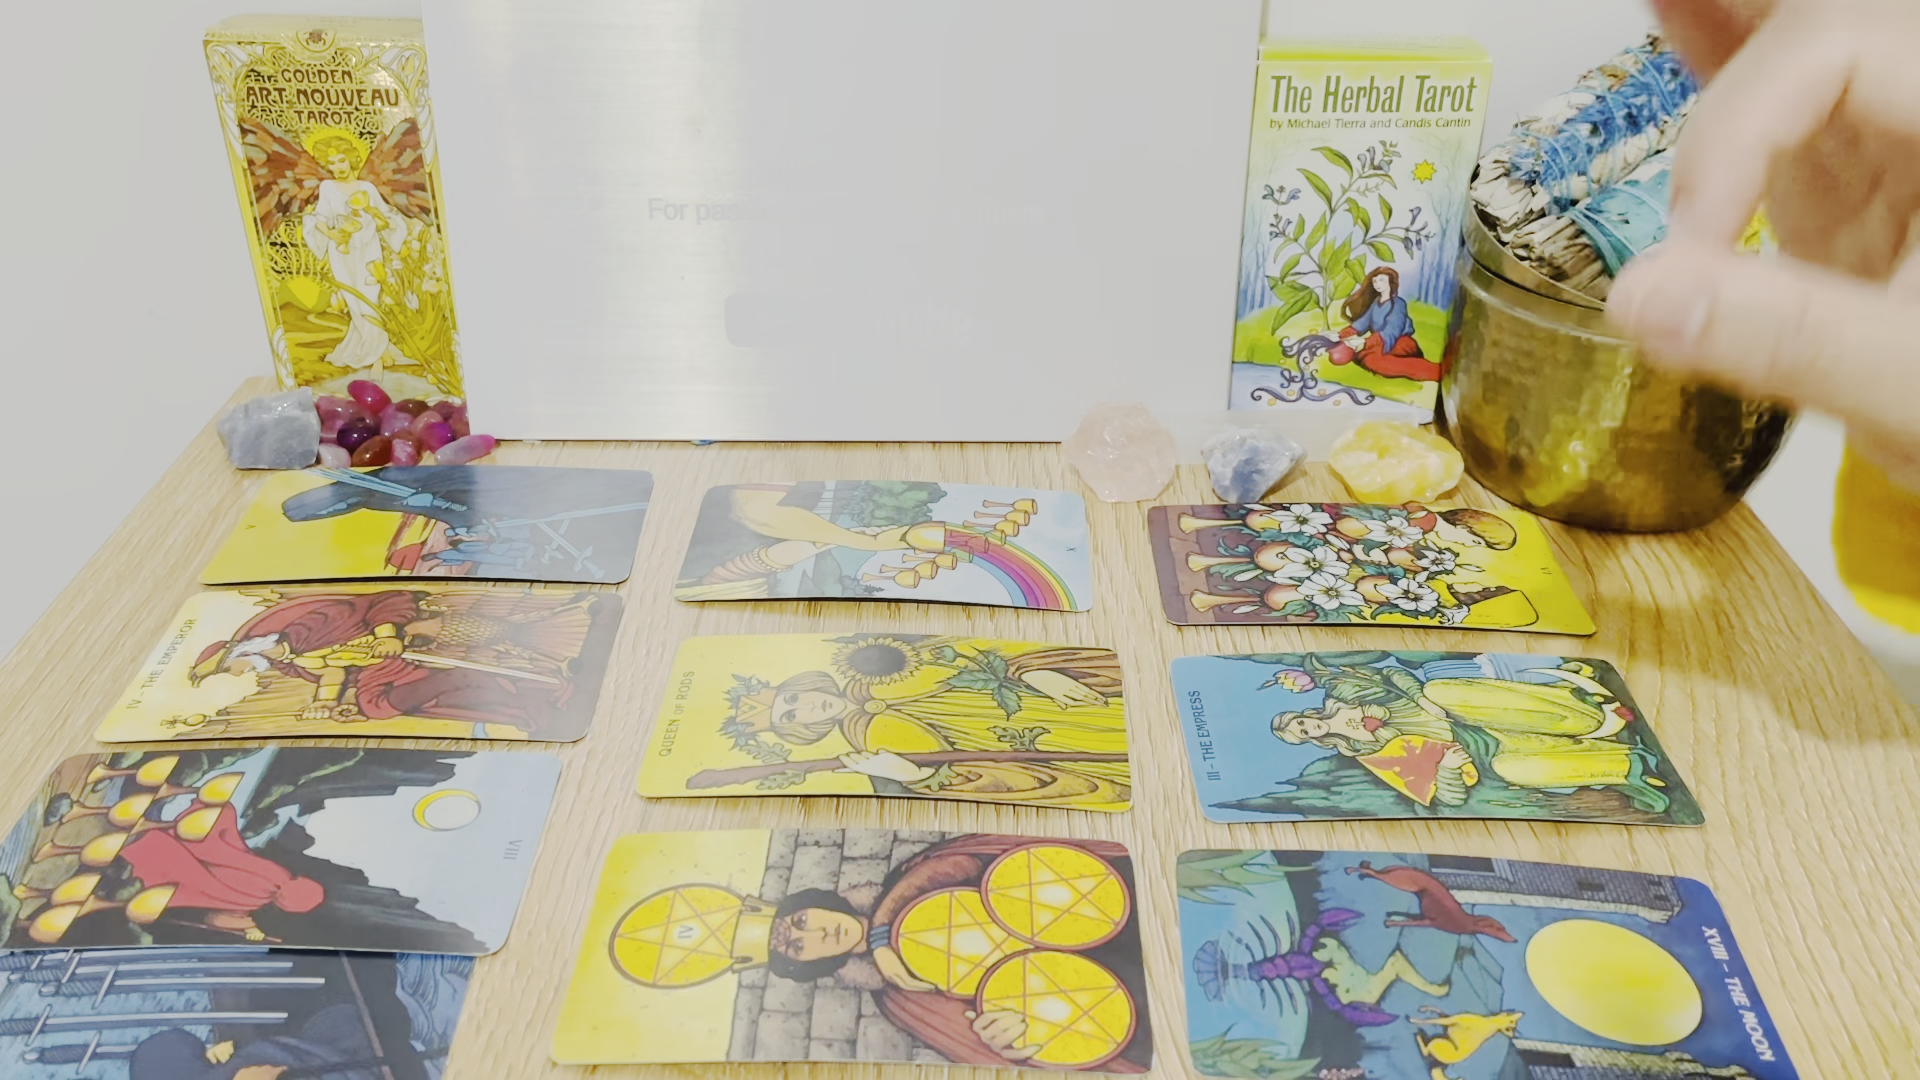 GOLDEN
ART NOUVEAU
TAROT
The Herbal Tarot
by Michael Tierra and Candis Cantin
For
V
X
IV - THE EMPEROR
QUEEN OF RODS
III - THE EMPRESS
VIII
IV
XVIII - THE MOON